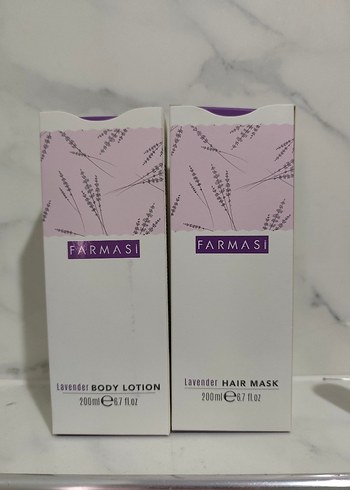 FARMASİ
Lavender BODY LOTION
200ml ℮ 6.7 fl.oz
FARMASİ
Lavender HAIR MASK
200ml ℮ 6.7 fl.oz